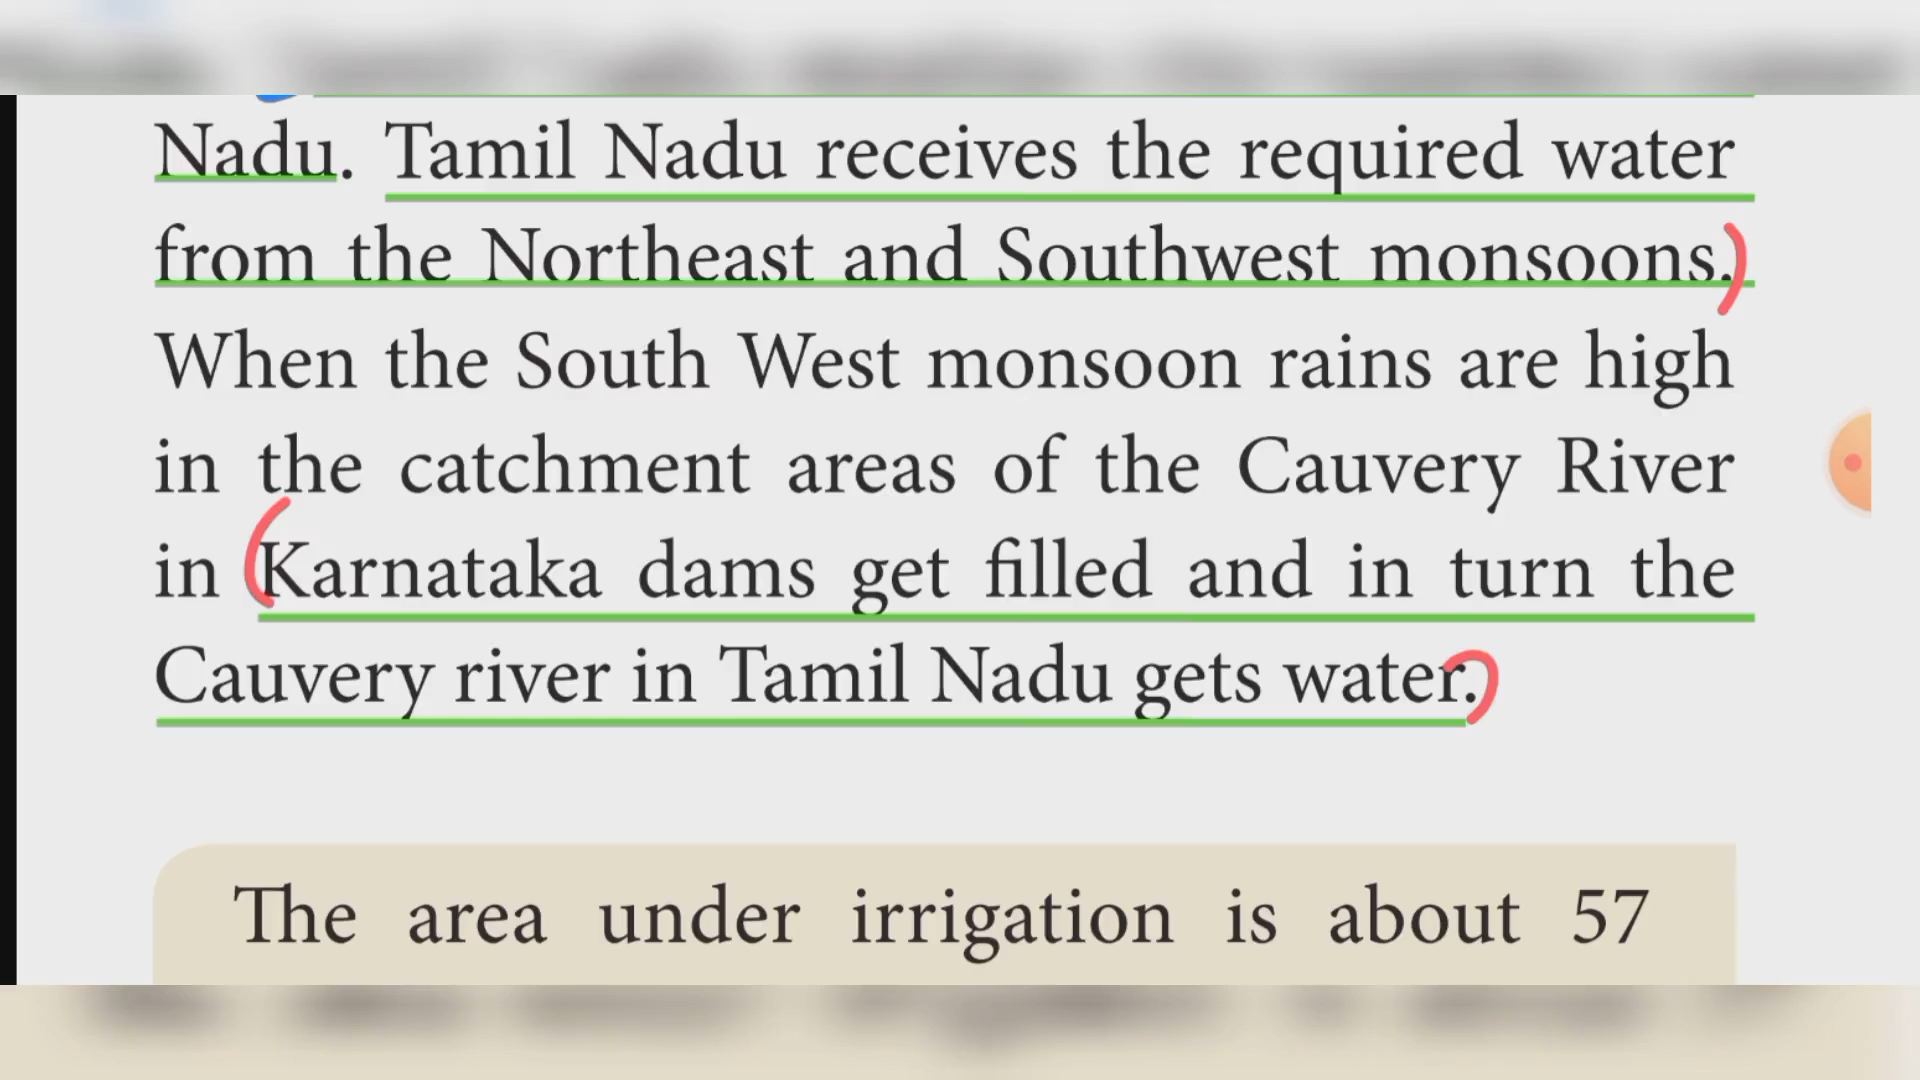 Nadu. Tamil Nadu receives the required water
from the Northeast and Southwest monsoons.
When the South West monsoon rains are high
in the catchment areas of the Cauvery River
in Karnataka dams get filled and in turn the
Cauvery river in Tamil Nadu gets water.
The area under irrigation is about 57